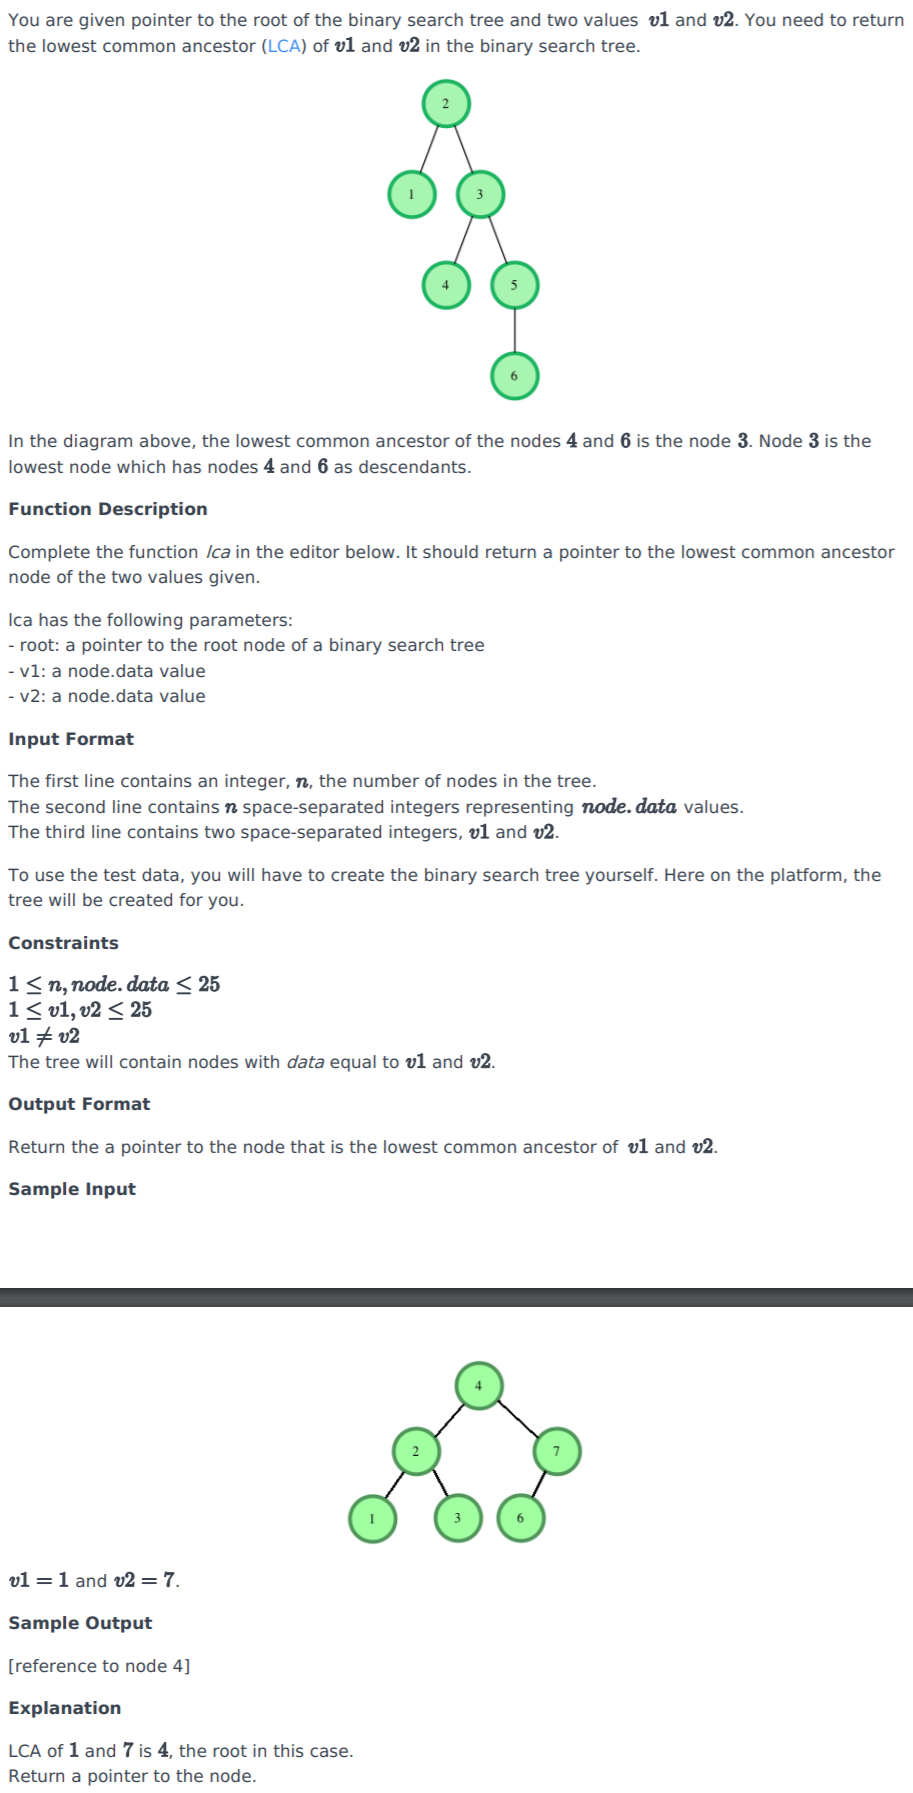 You are given pointer to the root of the binary search tree and two values v1 and v2. You need to return
the lowest common ancestor (LCA) of v1 and v2 in the binary search tree.
2
1 3
4 5
6
In the diagram above, the lowest common ancestor of the nodes 4 and 6 is the node 3. Node 3 is the
lowest node which has nodes 4 and 6 as descendants.
Function Description
Complete the function lca in the editor below. It should return a pointer to the lowest common ancestor
node of the two values given.
lca has the following parameters:
- root: a pointer to the root node of a binary search tree
- v1: a node.data value
- v2: a node.data value
Input Format
The first line contains an integer, n, the number of nodes in the tree.
The second line contains n space-separated integers representing node.data values.
The third line contains two space-separated integers, v1 and v2.
To use the test data, you will have to create the binary search tree yourself. Here on the platform, the
tree will be created for you.
Constraints
1 ≤ n, node.data ≤ 25
1 ≤ v1, v2 ≤ 25
v1 ≠ v2
The tree will contain nodes with data equal to v1 and v2.
Output Format
Return the a pointer to the node that is the lowest common ancestor of v1 and v2.
Sample Input
4
2 7
1 3 6
v1 = 1 and v2 = 7.
Sample Output
[reference to node 4]
Explanation
LCA of 1 and 7 is 4, the root in this case.
Return a pointer to the node.